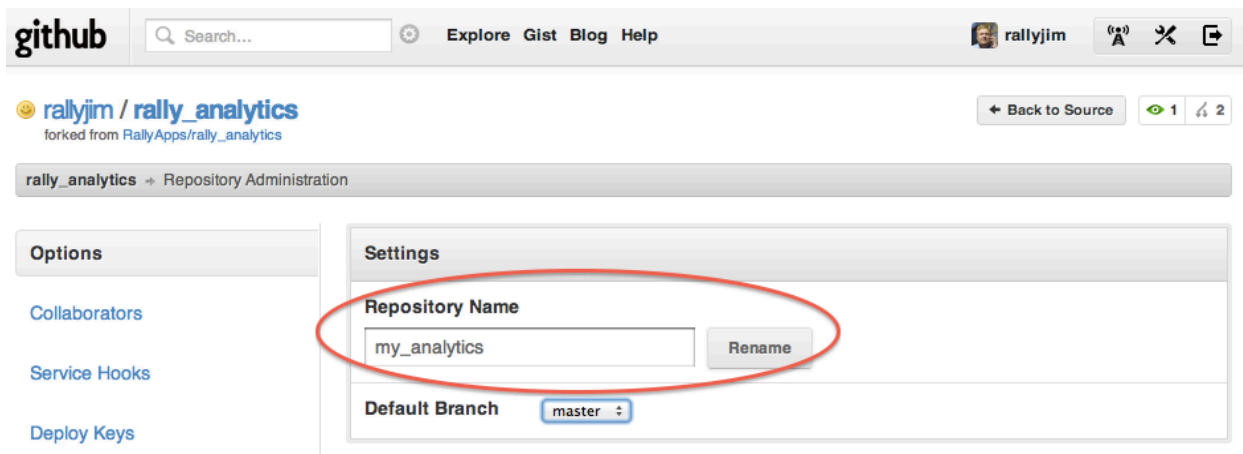 github Search... Explore Gist Blog Help rallyjim
rallyjim / rally_analytics Back to Source 1 2
forked from RallyApps/rally_analytics
rally_analytics Repository Administration
Options
Collaborators
Service Hooks
Deploy Keys
Settings
Repository Name
my_analytics Rename
Default Branch master